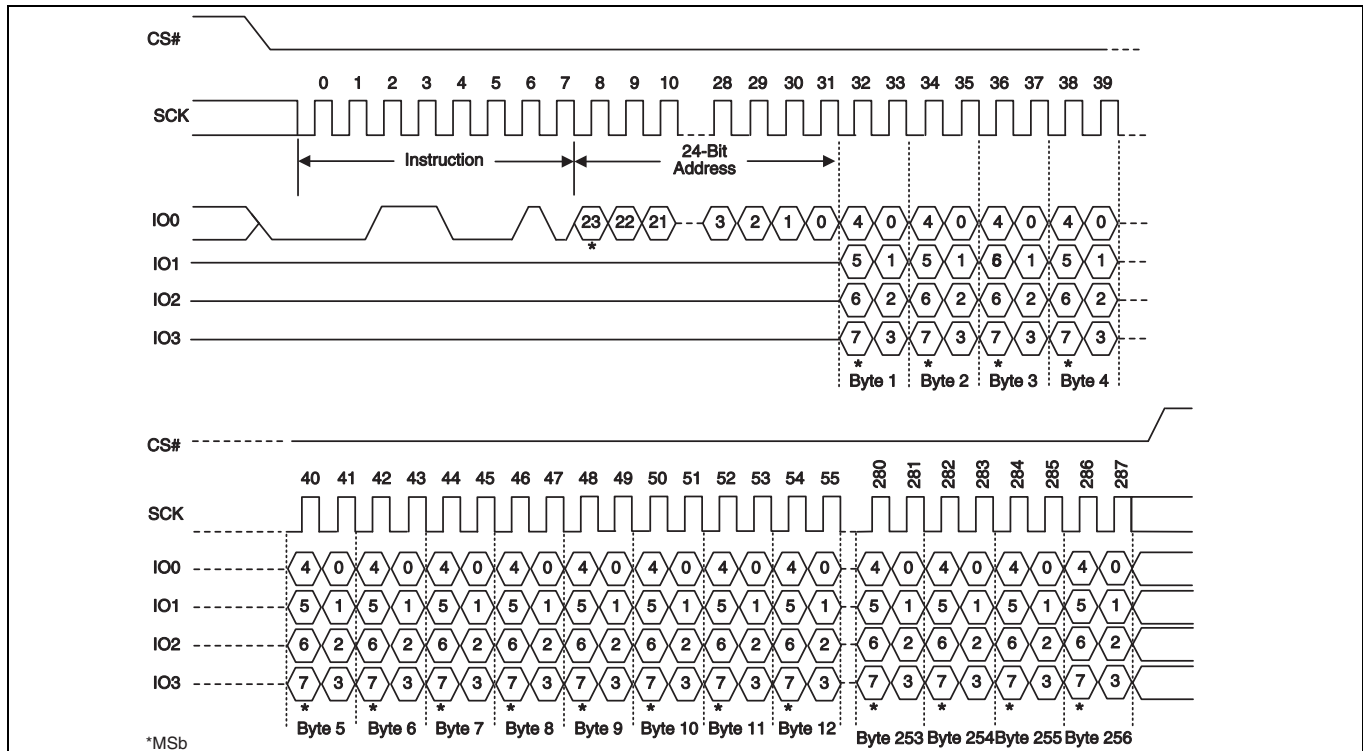 CS#
0 1 2 3 4 5 6 7 8 9 10 28 29 30 31 32 33 34 35 36 37 38 39
SCK
Instruction
24-Bit
Address
IO0 23 22 21 3 2 1 0 4 0 4 0 4 0 4 0
*
IO1 5 1 5 1 6 1 5 1
IO2 6 2 6 2 6 2 6 2
IO3 7 3 7 3 7 3 7 3
* * * *
Byte 1 Byte 2 Byte 3 Byte 4
CS#
40 41 42 43 44 45 46 47 48 49 50 51 52 53 54 55 280 281 282 283 284 285 286 287
SCK
IO0 4 0 4 0 4 0 4 0 4 0 4 0 4 0 4 0 4 0 4 0 4 0 4 0
IO1 5 1 5 1 5 1 5 1 5 1 5 1 5 1 5 1 5 1 5 1 5 1 5 1
IO2 6 2 6 2 6 2 6 2 6 2 6 2 6 2 6 2 6 2 6 2 6 2 6 2
IO3 7 3 7 3 7 3 7 3 7 3 7 3 7 3 7 3 7 3 7 3 7 3 7 3
* * * * * * * * * * * *
Byte 5 Byte 6 Byte 7 Byte 8 Byte 9 Byte 10 Byte 11 Byte 12 Byte 253 Byte 254 Byte 255 Byte 256
*MSb